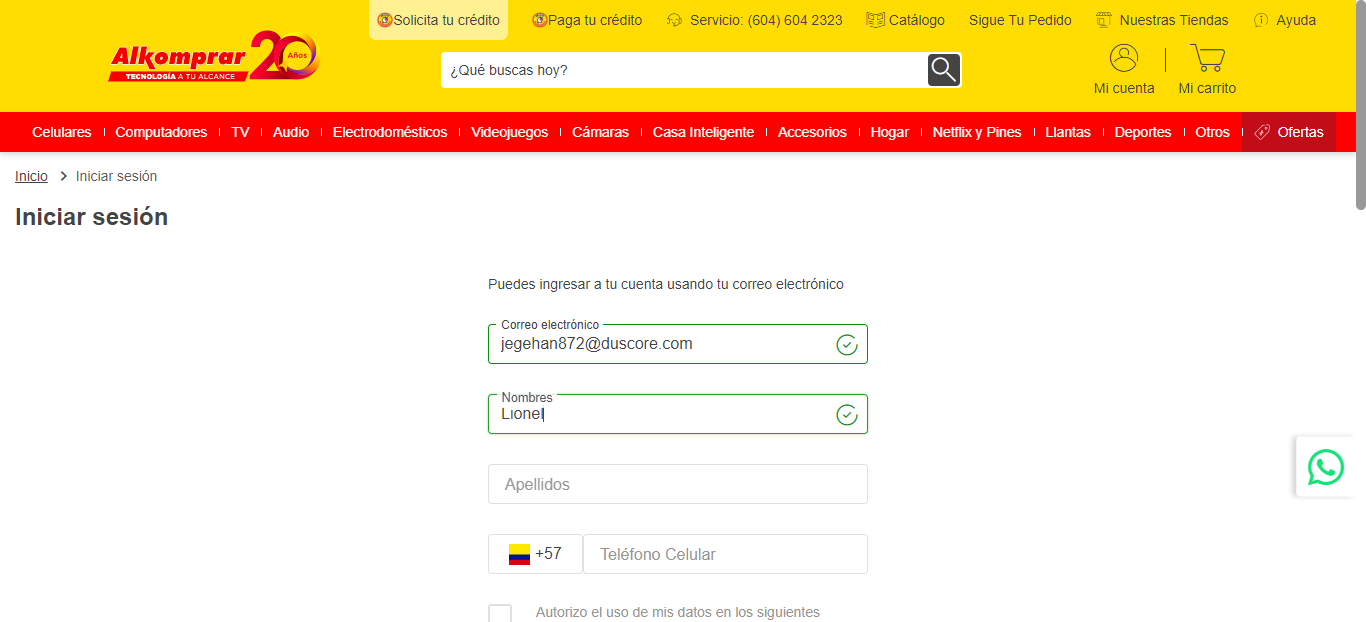 Solicita tu crédito Paga tu crédito Servicio: (604) 604 2323 Catálogo Sigue Tu Pedido Nuestras Tiendas Ayuda
Alkomprar 20 Años
TECNOLOGÍA A TU ALCANCE
¿Qué buscas hoy?
Mi cuenta Mi carrito
Celulares Computadores TV Audio Electrodomésticos Videojuegos Cámaras Casa Inteligente Accesorios Hogar Netflix y Pines Llantas Deportes Otros Ofertas
Inicio Iniciar sesión
Iniciar sesión
Puedes ingresar a tu cuenta usando tu correo electrónico
Correo electrónico
jegehan872@duscore.com
Nombres
Lionel
Apellidos
+57 Teléfono Celular
Autorizo el uso de mis datos en los siguientes